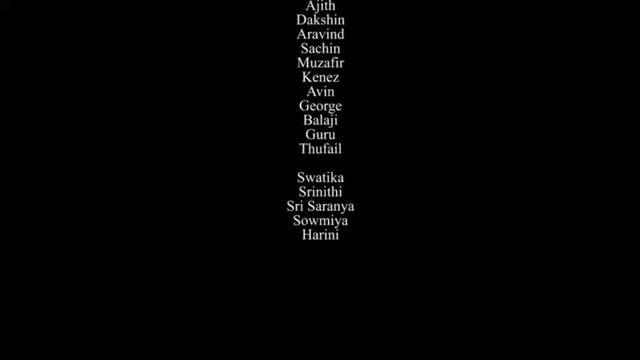 Ajith
Dakshin
Aravind
Sachin
Muzafir
Kenez
Avin
George
Balaji
Guru
Thufail
Swatika
Srinithi
Sri Saranya
Sowmiya
Harini